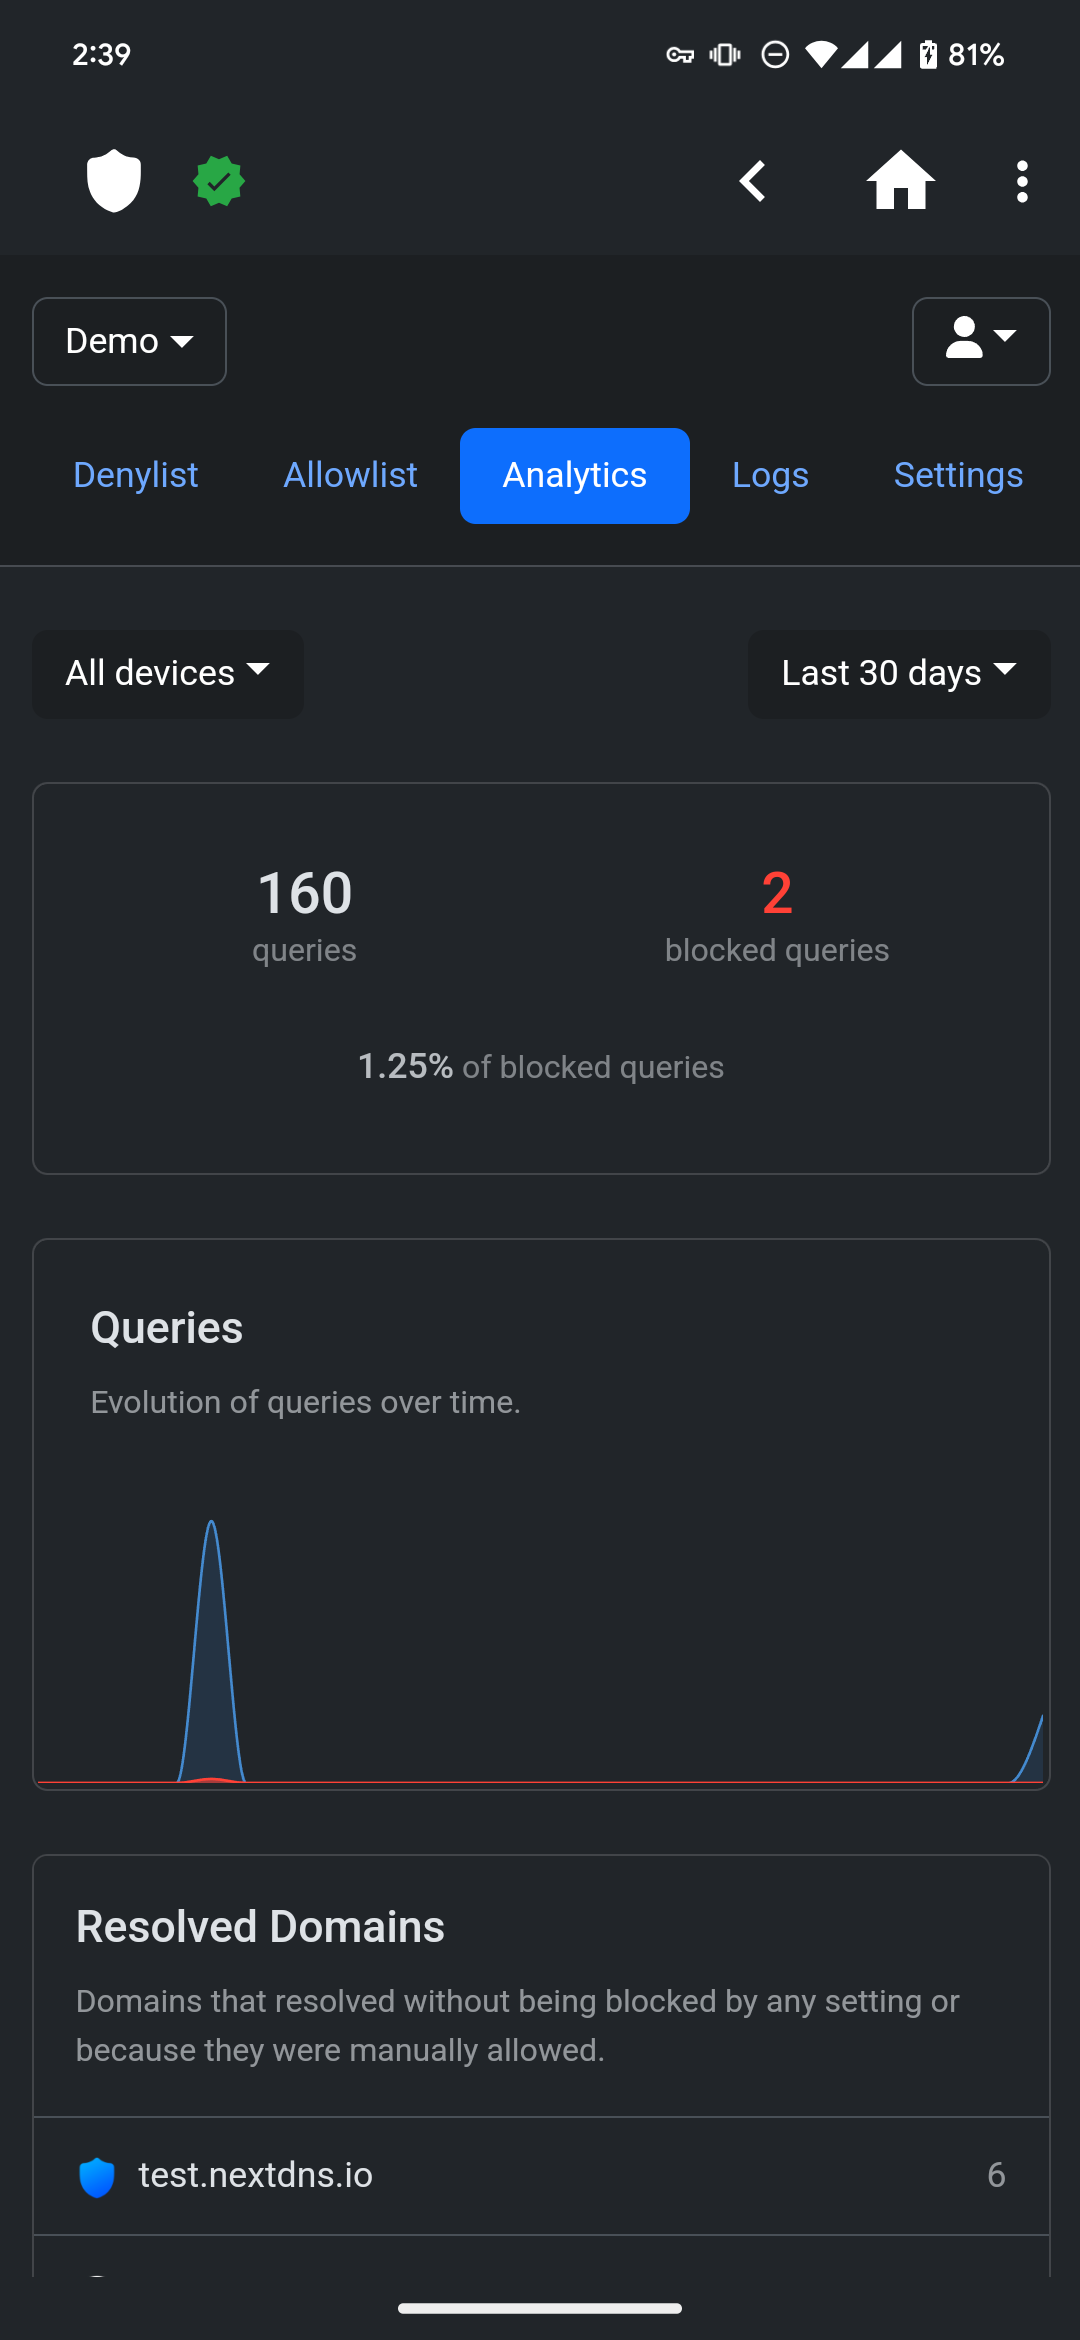 2:39
81%
Demo
Denylist
Allowlist
Analytics
Logs
Settings
All devices
Last 30 days
160
queries
2
blocked queries
1.25% of blocked queries
Queries
Evolution of queries over time.
Resolved Domains
Domains that resolved without being blocked by any setting or
because they were manually allowed.
test.nextdns.io
6